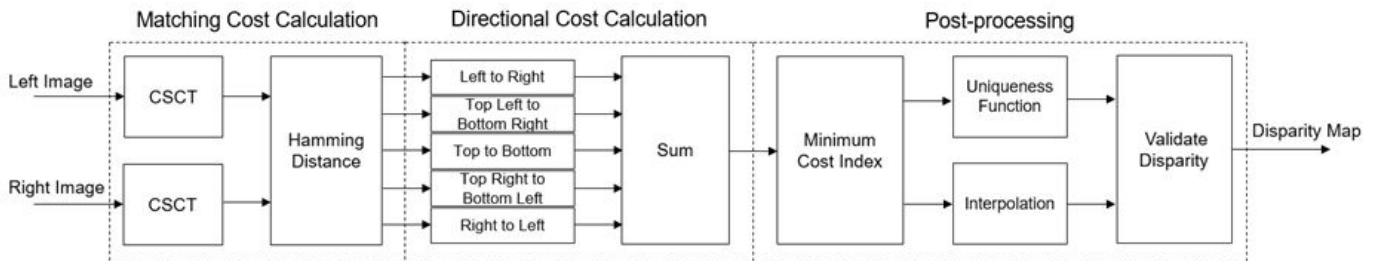 Matching Cost Calculation
Directional Cost Calculation
Post-processing
Left Image
CSCT
Right Image
CSCT
Hamming
Distance
Left to Right
Top Left to
Bottom Right
Top to Bottom
Top Right to
Bottom Left
Right to Left
Sum
Minimum
Cost Index
Uniqueness
Function
Interpolation
Validate
Disparity
Disparity Map